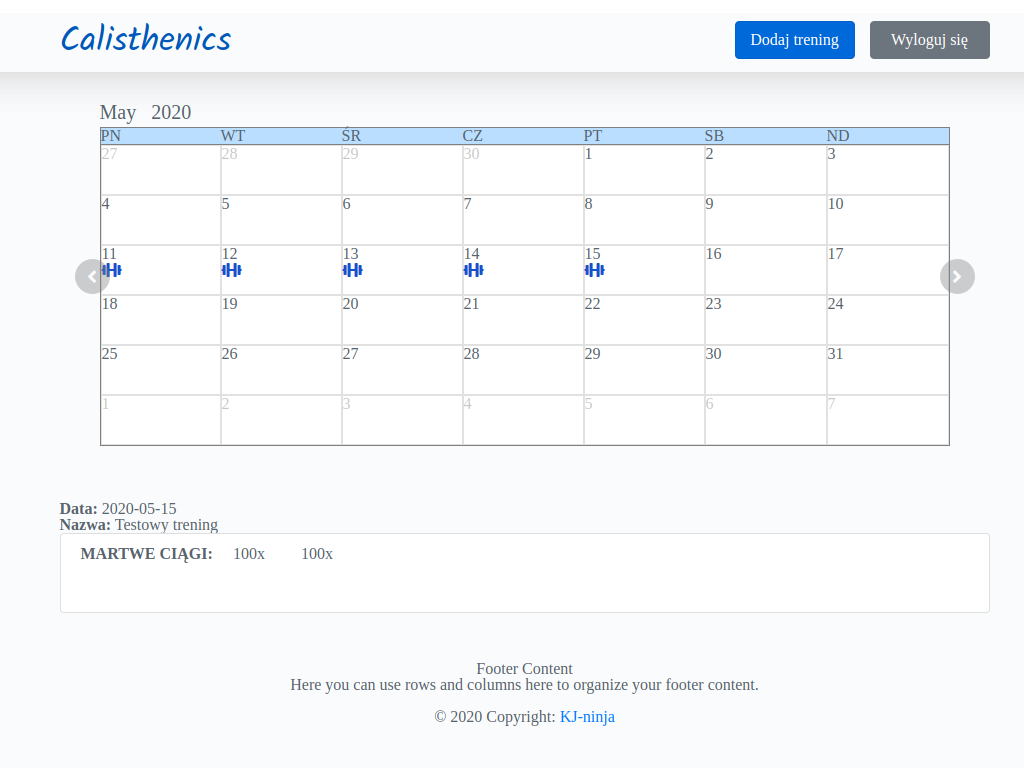 Calisthenics Dodaj trening Wyloguj się
May 2020
PN WT ŚR CZ PT SB ND
27 28 29 30 1 2 3
4 5 6 7 8 9 10
11 12 13 14 15 16 17
18 19 20 21 22 23 24
25 26 27 28 29 30 31
1 2 3 4 5 6 7
Data: 2020-05-15
Nazwa: Testowy trening
MARTWE CIĄGI: 100x 100x
Footer Content
Here you can use rows and columns here to organize your footer content.
© 2020 Copyright: KJ-ninja